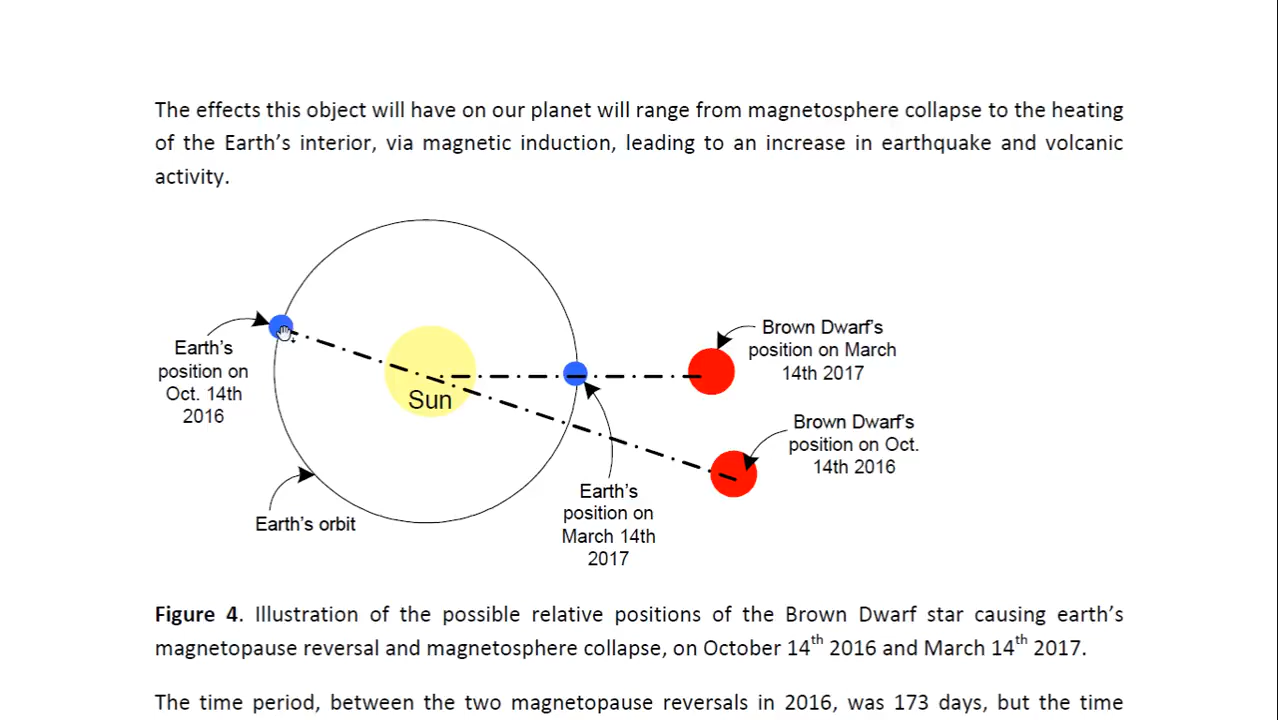 The effects this object will have on our planet will range from magnetosphere collapse to the heating
of the Earth's interior, via magnetic induction, leading to an increase in earthquake and volcanic
activity.
Earth's
position on
Oct. 14th
2016
Sun
Brown Dwarf's
position on March
14th 2017
Brown Dwarf's
position on Oct.
14th 2016
Earth's
position on
March 14th
2017
Earth's orbit
Figure 4. Illustration of the possible relative positions of the Brown Dwarf star causing earth's
magnetopause reversal and magnetosphere collapse, on October 14th 2016 and March 14th 2017.
The time period, between the two magnetopause reversals in 2016, was 173 days, but the time